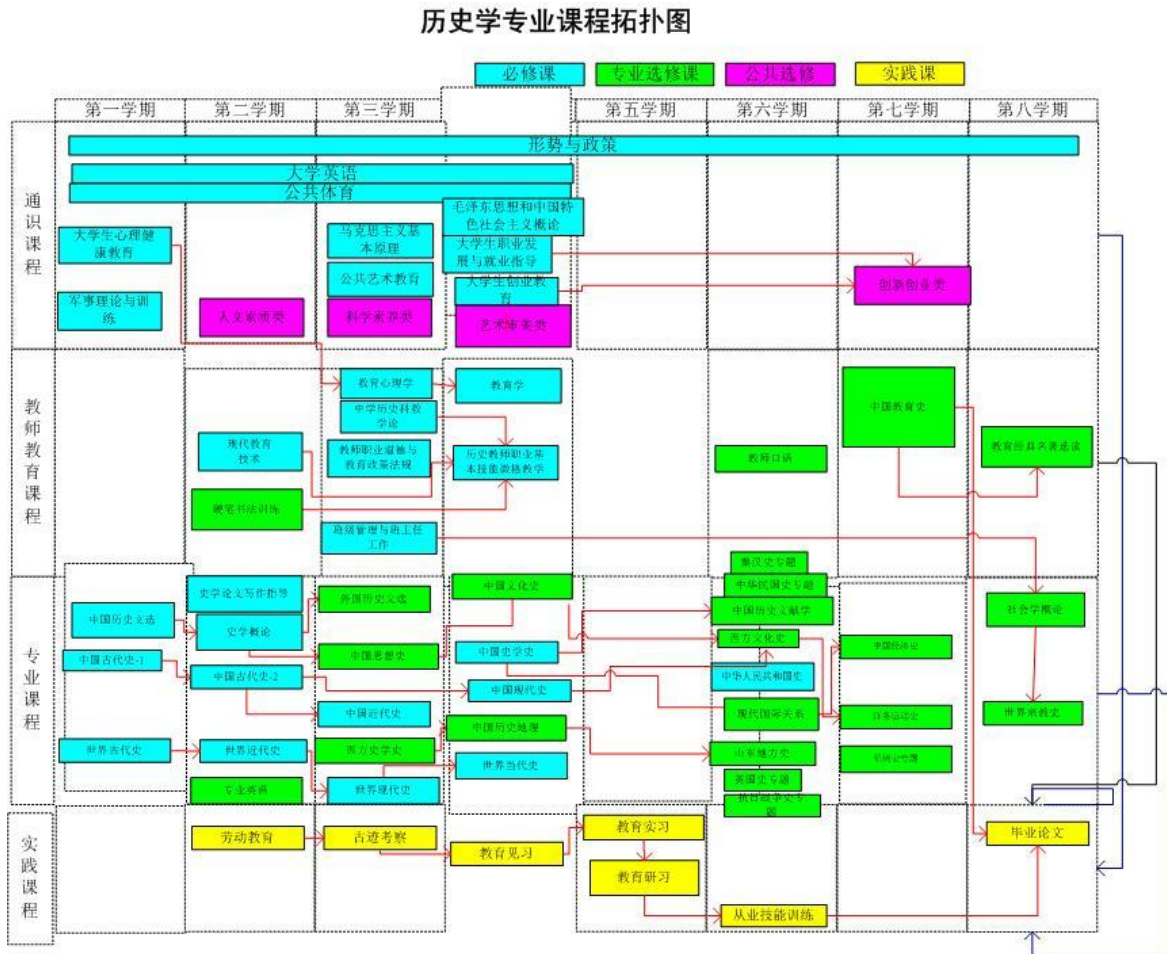 历史学专业课程拓扑图
必修课
专业选修课
公共选修
实践课
第一学期
第二学期
第三学期
第五学期
第六学期
第七学期
第八学期
通识课程
形势与政策
大学英语
公共体育
大学生心理健
康教育
军事理论与训
练
人文素质类
马克思主义基
本原理
公共艺术教育
科学素养类
毛泽东思想和中国特
色社会主义概论
大学生职业发
展与就业指导
大学生创业教
育
艺术审美类
创新创业类
教师教育课程
现代教育
技术
硬笔书法训练
教育心理学
中学历史科教
学论
教师职业道德与
教育政策法规
班级管理与班主任
工作
教育学
历史教师职业基
本技能微格教学
教师口语
中国教育史
教育经典名著选读
专业课程
中国历史文选
中国古代史-1
世界古代史
史学论文写作指导
史学概论
中国古代史-2
世界近代史
专业英语
外国历史文选
中国思想史
中国近代史
西方史学史
世界现代史
中国文化史
中国史学史
中国现代史
中国历史地理
世界当代史
秦汉史专题
中华民国史专题
中国历史文献学
西方文化史
中华人民共和国史
现代国际关系
山东地方史
英国史专题
抗日战争史专
题
中国经济史
洋务运动史
社会学概论
世界宗教史
实践课程
劳动教育
古迹考察
教育见习
教育实习
教育研习
从业技能训练
毕业论文